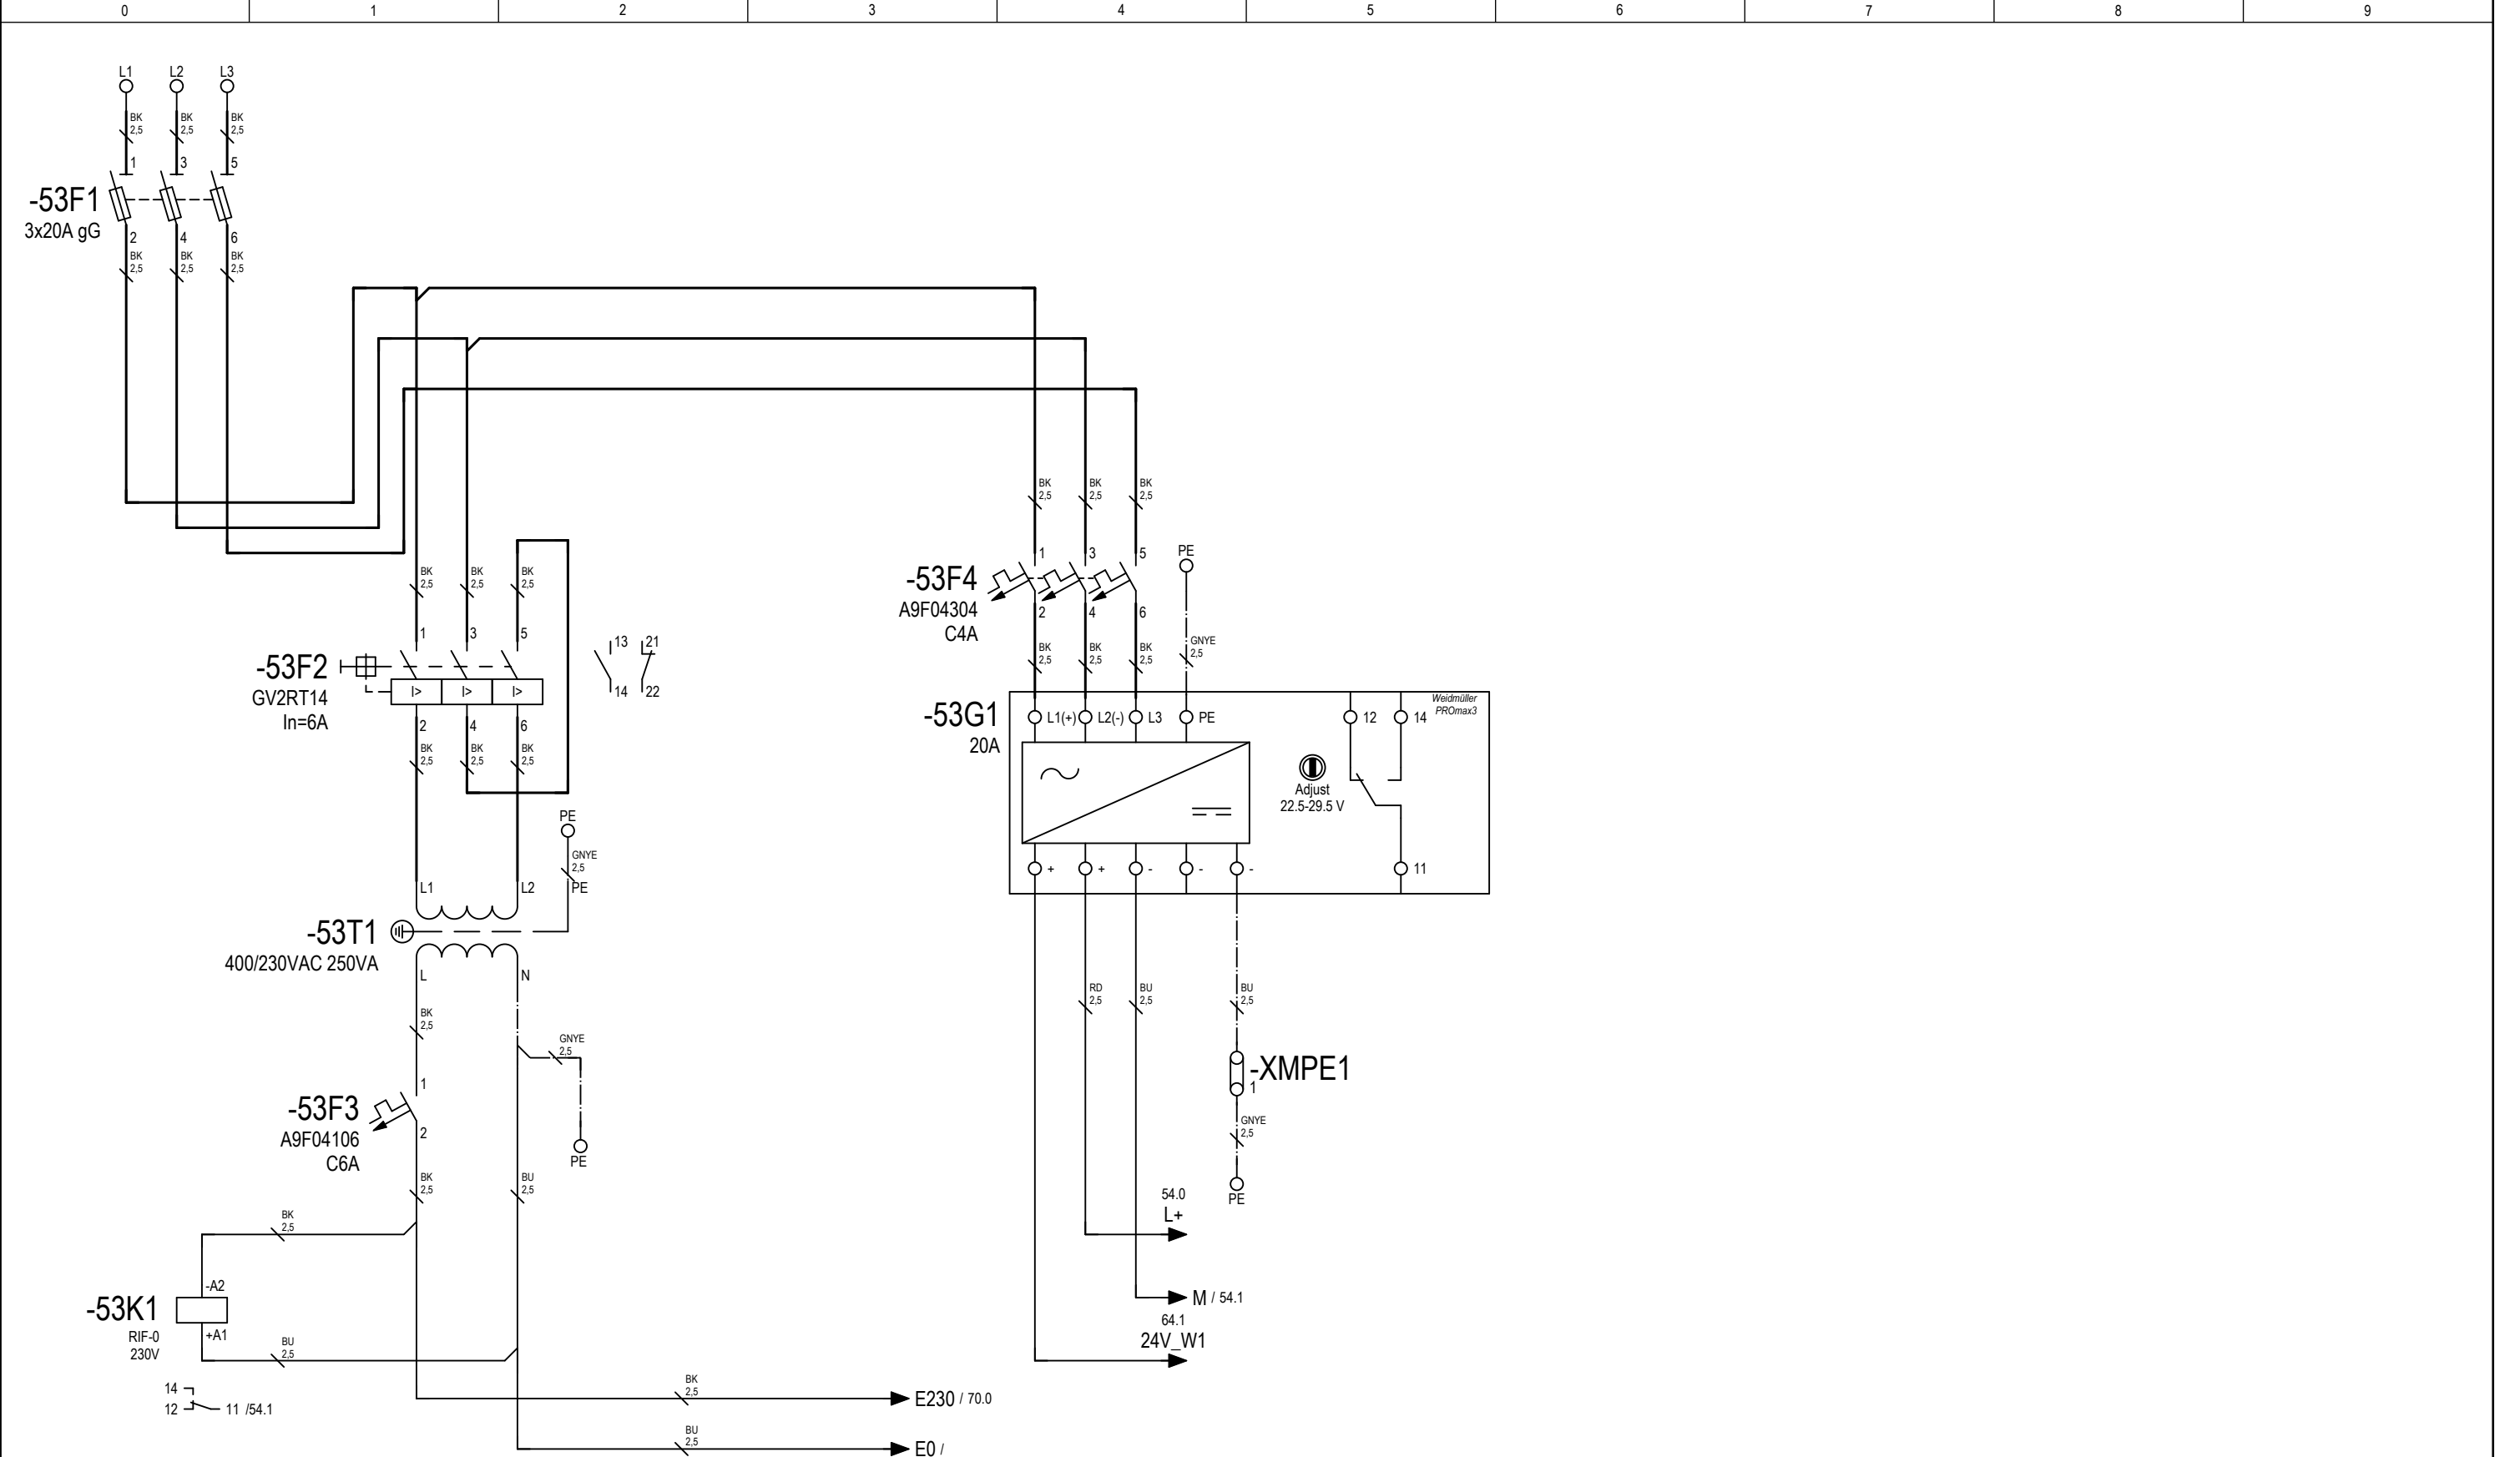 0 1 2 3 4 5 6 7 8 9
L1 L2 L3
BK BK BK
2,5 2,5 2,5
1 3 5
-53F1
3x20A gG
2 4 6
BK BK BK
2,5 2,5 2,5
BK BK BK
2,5 2,5 2,5
1 3 5
-53F4
A9F04304
C4A
2 4 6
BK BK BK
2,5 2,5 2,5
PE
GNYE
2,5
BK BK BK
2,5 2,5 2,5
1 3 5
-53F2
GV2RT14
In=6A
I> I> I>
2 4 6
BK BK BK
2,5 2,5 2,5
13 21
14 22
-53G1
20A
L1(+) L2(-) L3 PE
12 14
Weidmüller
PROmax3
Adjust
22.5-29.5 V
+ + - - -
11
PE
GNYE
2,5
PE
L1 L2
-53T1
400/230VAC 250VA
L N
BK
2,5
GNYE
2,5
PE
1
-53F3
A9F04106
C6A
2
BK BU
2,5 2,5
RD BU BU
2,5 2,5 2,5
-XMPE1
1
GNYE
2,5
PE
54.0
L+
M / 54.1
64.1
24V_W1
BK
2,5
-A2
-53K1
RIF-0
230V
+A1
BU
2,5
14
12 11 /54.1
BK
2,5
E230 / 70.0
BU
2,5
E0 /